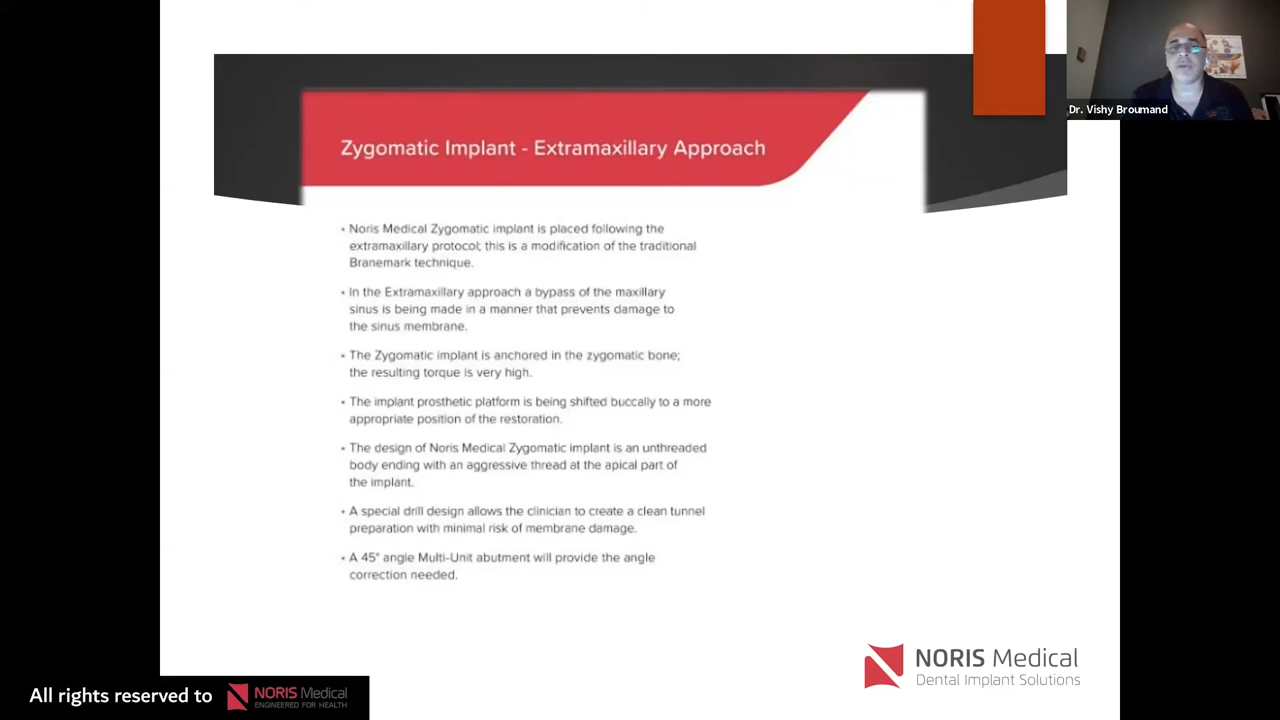 Dr. Vishy Broumand
Zygomatic Implant - Extramaxillary Approach
• Noris Medical Zygomatic implant is placed following the
extramaxillary protocol; this is a modification of the traditional
Branemark technique.
• In the Extramaxillary approach a bypass of the maxillary
sinus is being made in a manner that prevents damage to
the sinus membrane.
• The Zygomatic implant is anchored in the zygomatic bone;
the resulting torque is very high.
• The implant prosthetic platform is being shifted buccally to a more
appropriate position of the restoration.
• The design of Noris Medical Zygomatic implant is an unthreaded
body ending with an aggressive thread at the apical part of
the implant.
• A special drill design allows the clinician to create a clean tunnel
preparation with minimal risk of membrane damage.
• A 45° angle Multi-Unit abutment will provide the angle
correction needed.
NORIS Medical
Dental Implant Solutions
All rights reserved to
NORIS Medical
ENGINEERED FOR HEALTH